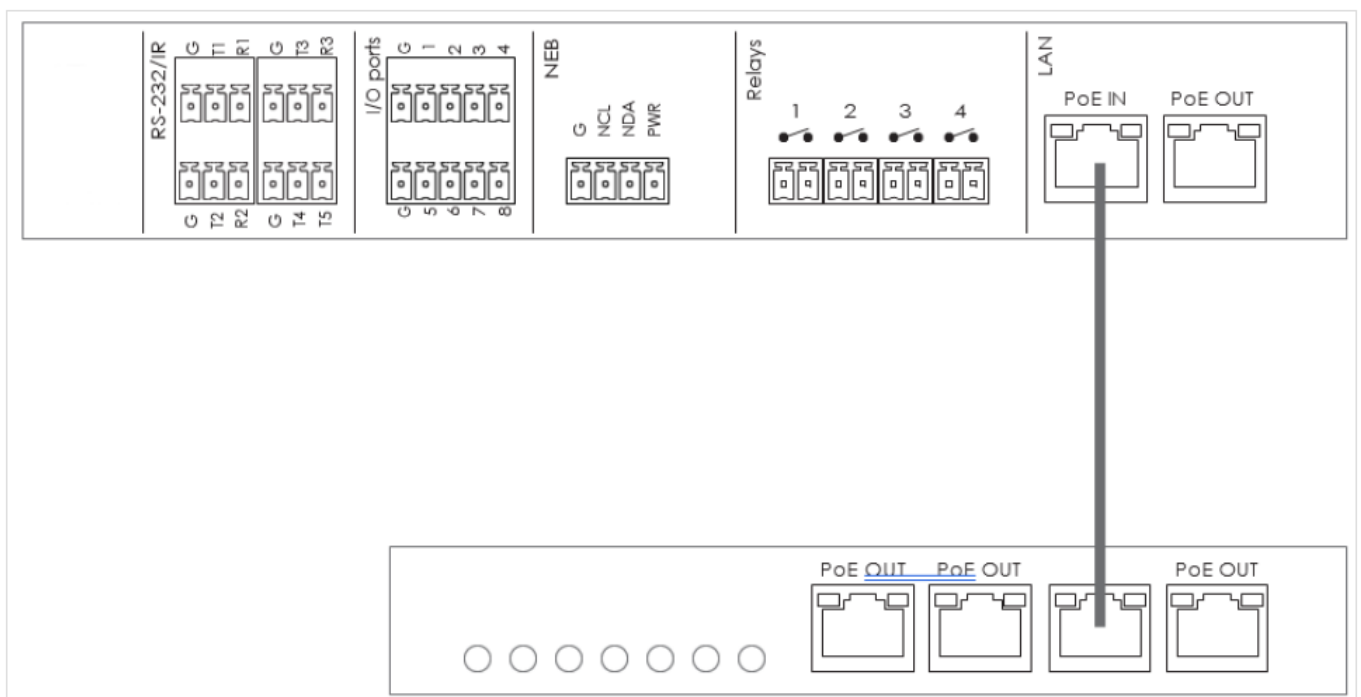 RS-232/IR
G T1 R1 G T3 R3
G T2 R2 G T4 T5
I/O ports
G 1 2 3 4
G 5 6 7 8
NEB
G NCL NDA PWR
Relays
1 2 3 4
LAN
PoE IN PoE OUT
PoE OUT PoE OUT PoE OUT